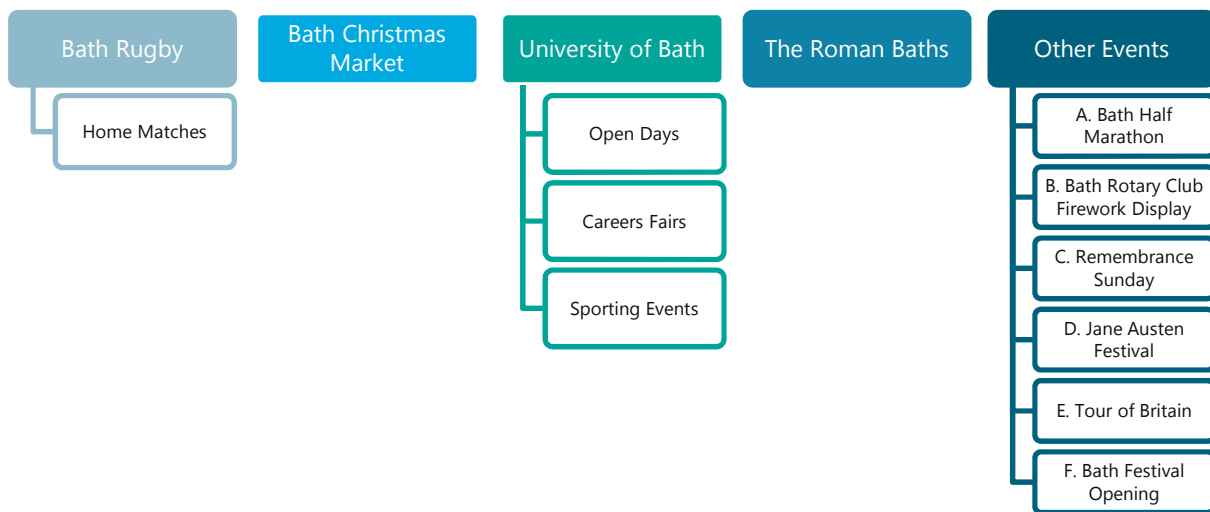 Bath Rugby
Home Matches
Bath Christmas
Market
University of Bath
Open Days
Careers Fairs
Sporting Events
The Roman Baths
Other Events
A. Bath Half
Marathon
B. Bath Rotary Club
Firework Display
C. Remembrance
Sunday
D. Jane Austen
Festival
E. Tour of Britain
F. Bath Festival
Opening